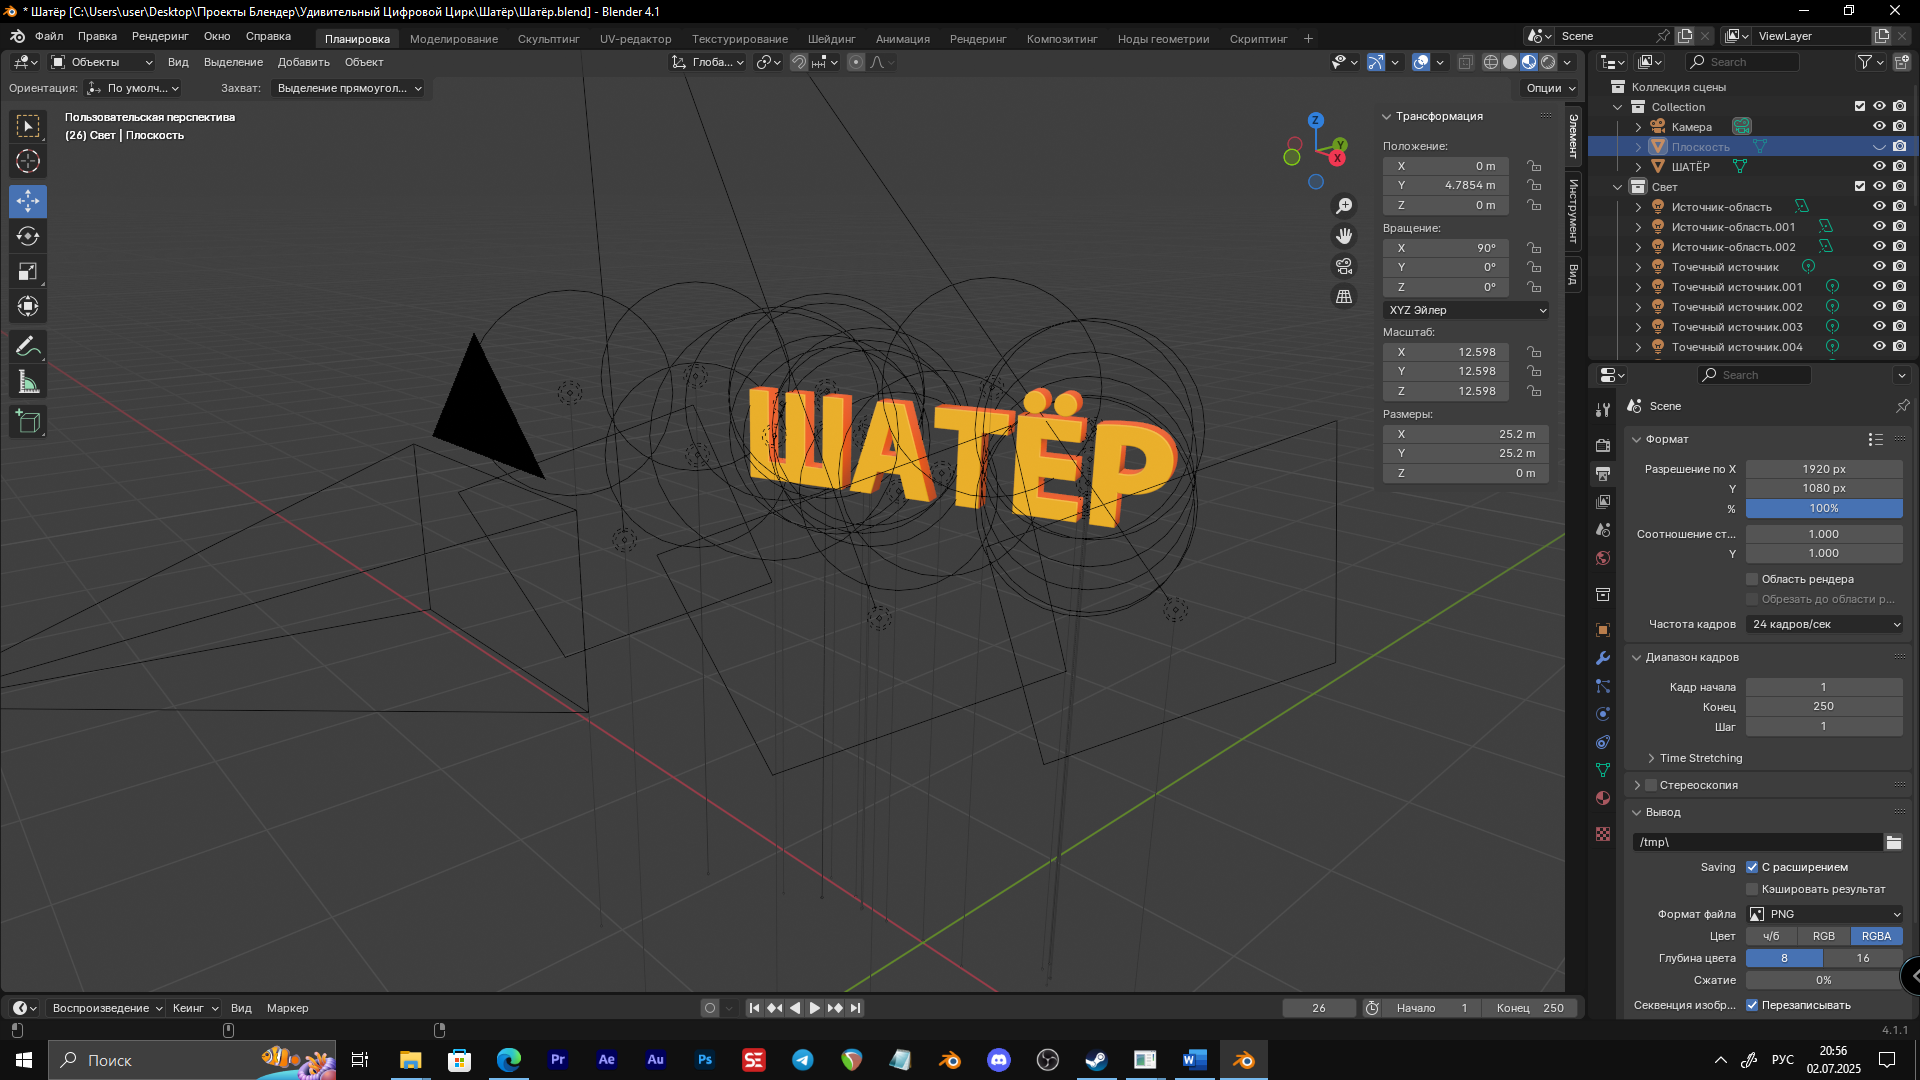 * Шатёр [C:\Users\user\Desktop\Проекты Блендер\Удивительный Цифровой Цирк\Шатёр\Шатёр.blend] - Blender 4.1
Файл Правка Рендеринг Окно Справка
Планировка Моделирование Скульптинг UV-редактор Текстурирование Шейдинг Анимация Рендеринг Композитинг Ноды геометрии Скриптинг +
Scene
ViewLayer
Объекты Вид Выделение Добавить Объект
Глоба...
Search
Ориентация: По умолч... Захват: Выделение прямоугол...
Опции
Пользовательская перспектива
(26) Свет | Плоскость
Z
Y
X
ШАТЁР
Элемент
Инструмент
Вид
Трансформация
Положение:
X 0 m
Y 4.7854 m
Z 0 m
Вращение:
X 90°
Y 0°
Z 0°
XYZ Эйлер
Масштаб:
X 12.598
Y 12.598
Z 12.598
Размеры:
X 25.2 m
Y 25.2 m
Z 0 m
Коллекция сцены
Collection
Камера
Плоскость
ШАТЁР
Свет
Источник-область
Источник-область.001
Источник-область.002
Точечный источник
Точечный источник.001
Точечный источник.002
Точечный источник.003
Точечный источник.004
Search
Scene
Формат
Разрешение по X 1920 px
Y 1080 px
% 100%
Соотношение ст... 1.000
Y 1.000
Область рендера
Обрезать до области р...
Частота кадров 24 кадров/сек
Диапазон кадров
Кадр начала 1
Конец 250
Шаг 1
Time Stretching
Стереоскопия
Вывод
/tmp\
Saving С расширением
Кэшировать результат
Формат файла PNG
Цвет ч/б RGB RGBA
Глубина цвета 8 16
Сжатие 0%
Секвенция изобр... Перезаписывать
Воспроизведение Кеинг Вид Маркер
26 Начало 1 Конец 250
4.1.1
Поиск
Pr Ae Au Ps SE
РУС
20:56
02.07.2025